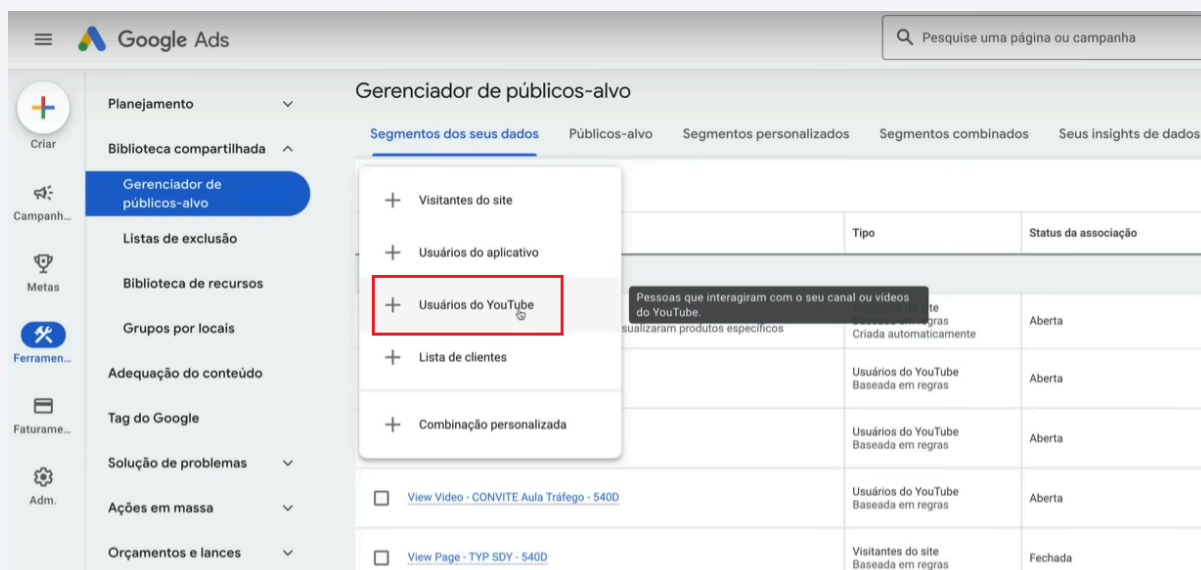 Google Ads
Pesquise uma página ou campanha
Criar
Campanh...
Metas
Ferramen...
Faturame...
Adm.
Planejamento
Biblioteca compartilhada
Gerenciador de
públicos-alvo
Listas de exclusão
Biblioteca de recursos
Grupos por locais
Adequação do conteúdo
Tag do Google
Solução de problemas
Ações em massa
Orçamentos e lances
Gerenciador de públicos-alvo
Segmentos dos seus dados
Públicos-alvo
Segmentos personalizados
Segmentos combinados
Seus insights de dados
Visitantes do site
Usuários do aplicativo
Usuários do YouTube
Lista de clientes
Combinação personalizada
Pessoas que interagiram com o seu canal ou vídeos
do YouTube.
Tipo
Status da associação
produtos específicos
Criada automaticamente
Aberta
Usuários do YouTube
Baseada em regras
Aberta
Usuários do YouTube
Baseada em regras
Aberta
View Video - CONVITE Aula Tráfego - 540D
Usuários do YouTube
Baseada em regras
Aberta
View Page - TYP SDY - 540D
Visitantes do site
Baseada em regras
Fechada